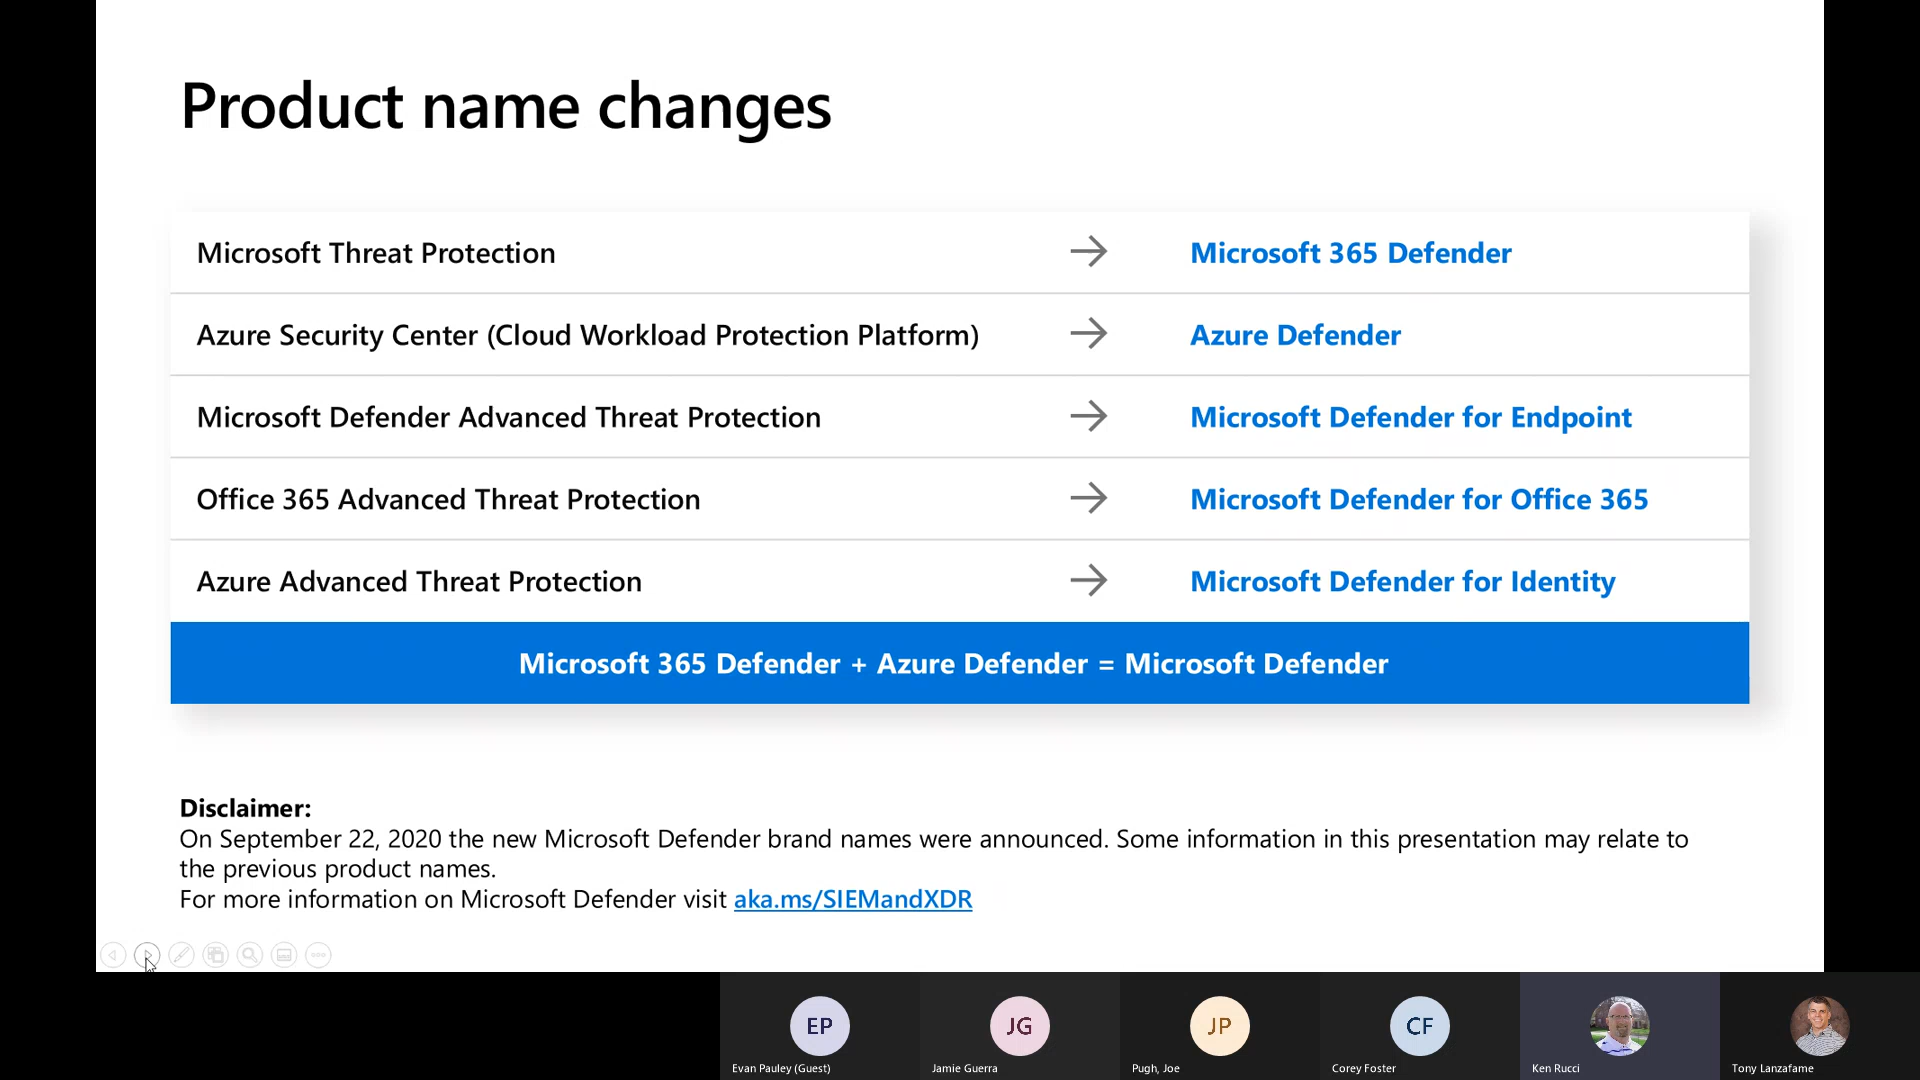 Product name changes
Microsoft Threat Protection → Microsoft 365 Defender
Azure Security Center (Cloud Workload Protection Platform) → Azure Defender
Microsoft Defender Advanced Threat Protection → Microsoft Defender for Endpoint
Office 365 Advanced Threat Protection → Microsoft Defender for Office 365
Azure Advanced Threat Protection → Microsoft Defender for Identity
Microsoft 365 Defender + Azure Defender = Microsoft Defender
Disclaimer:
On September 22, 2020 the new Microsoft Defender brand names were announced. Some information in this presentation may relate to
the previous product names.
For more information on Microsoft Defender visit aka.ms/SIEMandXDR
EP JG JP CF
Evan Pauley (Guest) Jamie Guerra Pugh, Joe Corey Foster Ken Rucci Tony Lanzafame